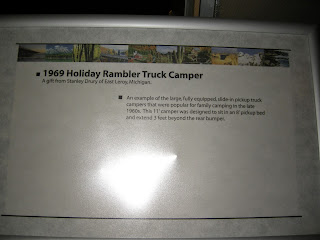 1969 Holiday Rambler Truck Camper
A gift from Stanley Drury of East Leroy, Michigan.
An example of the large, fully equipped, slide-in pickup truck
campers that were popular for family camping in the late
1960s. This 11' camper was designed to sit in an 8' pickup bed
and extend 3 feet beyond the rear bumper.